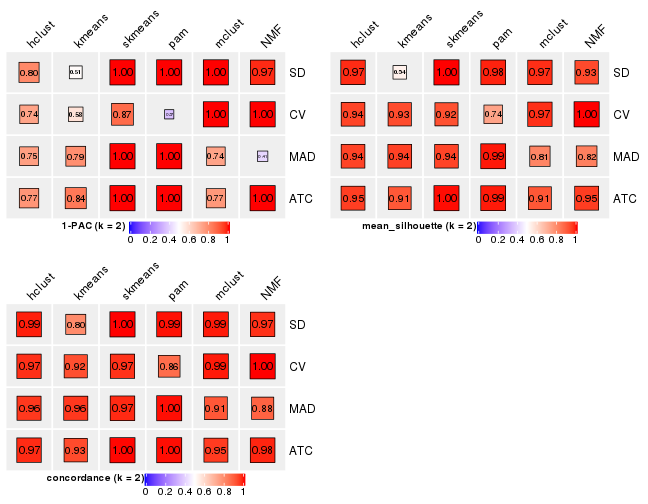 hclust kmeans skmeans pam mclust NMF
0.80 0.51 1.00 1.00 1.00 0.97 SD
0.74 0.58 0.87 1.00 1.00 CV
0.75 0.79 1.00 1.00 0.74 MAD
0.77 0.84 1.00 1.00 0.77 1.00 ATC
1-PAC (k = 2)
0 0.2 0.4 0.6 0.8 1
hclust kmeans skmeans pam mclust NMF
0.97 0.54 1.00 0.98 0.97 0.93 SD
0.94 0.93 0.92 0.74 0.97 1.00 CV
0.94 0.94 0.94 0.99 0.81 0.82 MAD
0.95 0.91 1.00 0.99 0.91 0.95 ATC
mean_silhouette (k = 2)
0 0.2 0.4 0.6 0.8 1
hclust kmeans skmeans pam mclust NMF
0.99 0.80 1.00 0.99 0.99 0.97 SD
0.97 0.92 0.97 0.86 0.99 1.00 CV
0.96 0.96 0.97 1.00 0.91 0.88 MAD
0.97 0.93 1.00 1.00 0.95 0.98 ATC
concordance (k = 2)
0 0.2 0.4 0.6 0.8 1